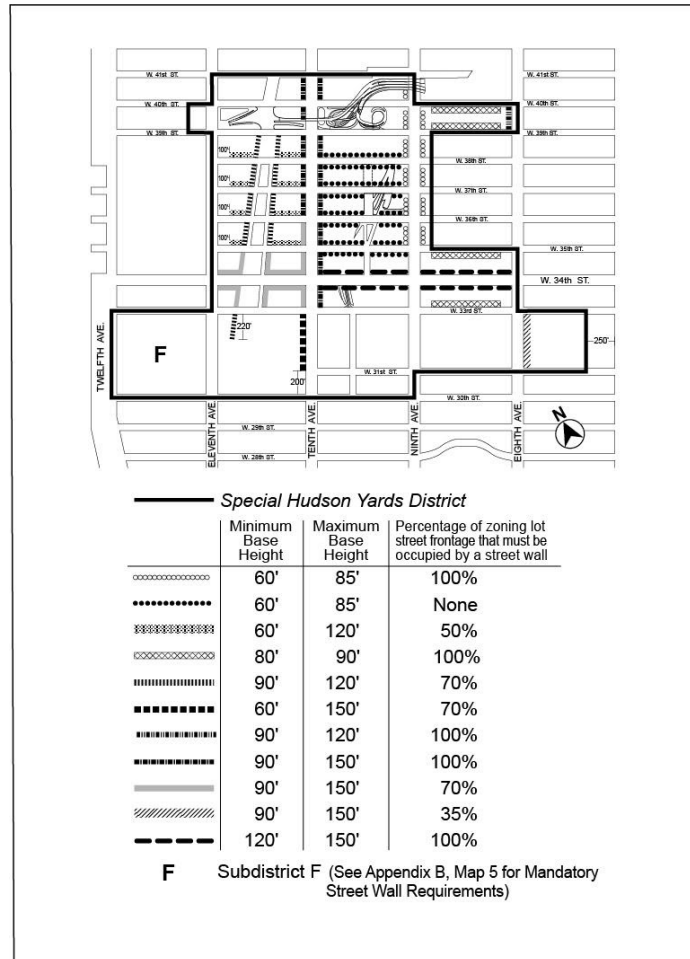 W. 41st ST. W. 41st ST.
W. 40th ST. W. 40th ST.
W. 39th ST. W. 39th ST.
100'
W. 38th ST.
100'
W. 37th ST.
100'
W. 36th ST.
100'
W. 35th ST.
W. 34th ST.
W. 33rd ST.
220'
F
250'
W. 31st ST.
200'
W. 30th ST.
TWELFTH AVE.
ELEVENTH AVE.
TENTH AVE.
NINTH AVE.
EIGHTH AVE.
N
W. 29th ST.
W. 28th ST.
Special Hudson Yards District
Minimum Maximum Percentage of zoning lot
Base Base street frontage that must be
Height Height occupied by a street wall
60' 85' 100%
60' 85' None
60' 120' 50%
80' 90' 100%
90' 120' 70%
60' 150' 70%
90' 120' 100%
90' 150' 100%
90' 150' 70%
90' 150' 35%
120' 150' 100%
F Subdistrict F (See Appendix B, Map 5 for Mandatory
Street Wall Requirements)